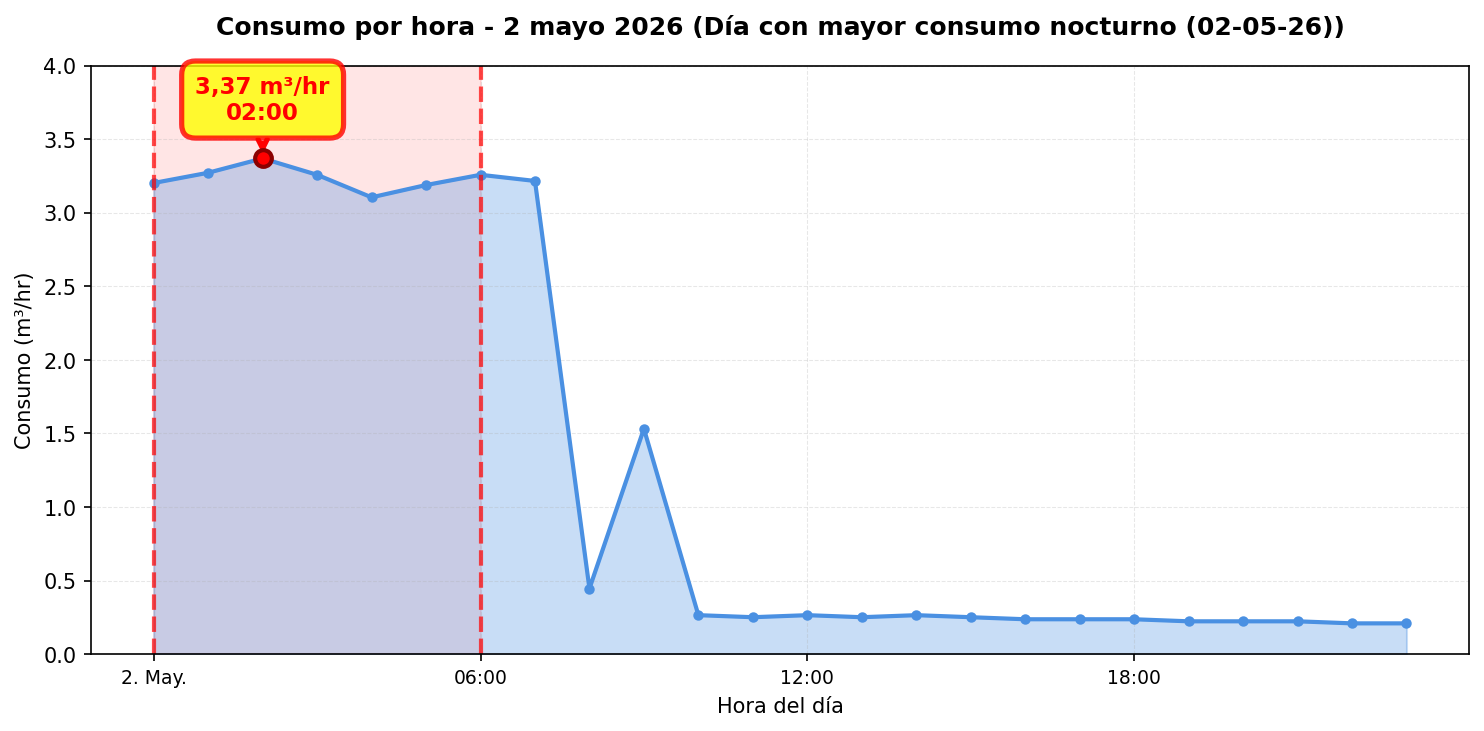 Consumo por hora - 2 mayo 2026 (Día con mayor consumo nocturno (02-05-26))
3,37 m³/hr
02:00
Consumo (m³/hr)
4.0
3.5
3.0
2.5
2.0
1.5
1.0
0.5
0.0
2. May.
06:00
12:00
18:00
Hora del día